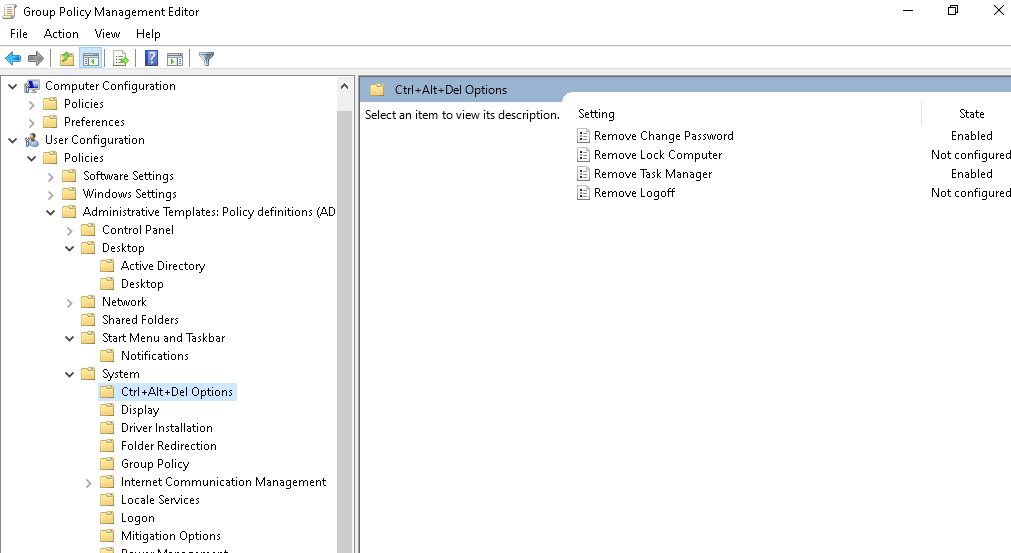 Group Policy Management Editor
File Action View Help
Computer Configuration
Policies
Preferences
User Configuration
Policies
Software Settings
Windows Settings
Administrative Templates: Policy definitions (AD
Control Panel
Desktop
Active Directory
Desktop
Network
Shared Folders
Start Menu and Taskbar
Notifications
System
Ctrl+Alt+Del Options
Display
Driver Installation
Folder Redirection
Group Policy
Internet Communication Management
Locale Services
Logon
Mitigation Options
Power Management
Ctrl+Alt+Del Options
Select an item to view its description.
Setting State
Remove Change Password Enabled
Remove Lock Computer Not configured
Remove Task Manager Enabled
Remove Logoff Not configured